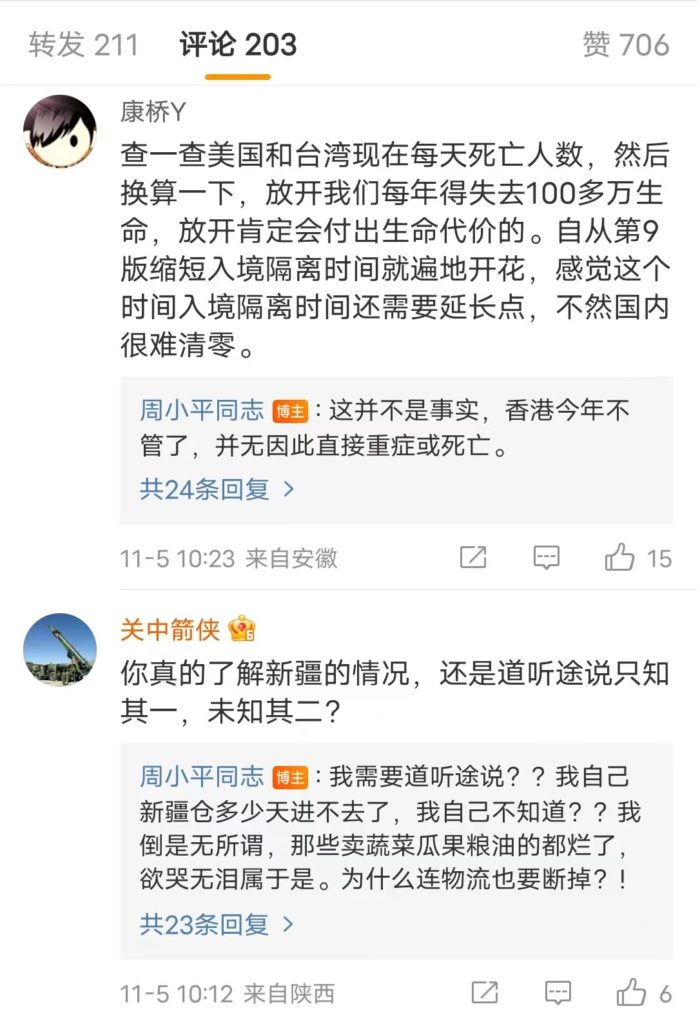 转发 211 评论 203 赞 706
康桥Y
查一查美国和台湾现在每天死亡人数，然后
换算一下，放开我们每年得失去100多万生
命，放开肯定会付出生命代价的。自从第9
版缩短入境隔离时间就遍地开花，感觉这个
时间入境隔离时间还需要延长点，不然国内
很难清零。
周小平同志 博主：这并不是事实，香港今年不
管了，并无因此直接重症或死亡。
共24条回复 >
11-5 10:23 来自安徽 15
关中箭侠 6
你真的了解新疆的情况，还是道听途说只知
其一，未知其二？
周小平同志 博主：我需要道听途说？？我自己
新疆仓多少天进不去了，我自己不知道？？我
倒是无所谓，那些卖蔬菜瓜果粮油的都烂了，
欲哭无泪属于是。为什么连物流也要断掉？！
共23条回复 >
11-5 10:12 来自陕西 6